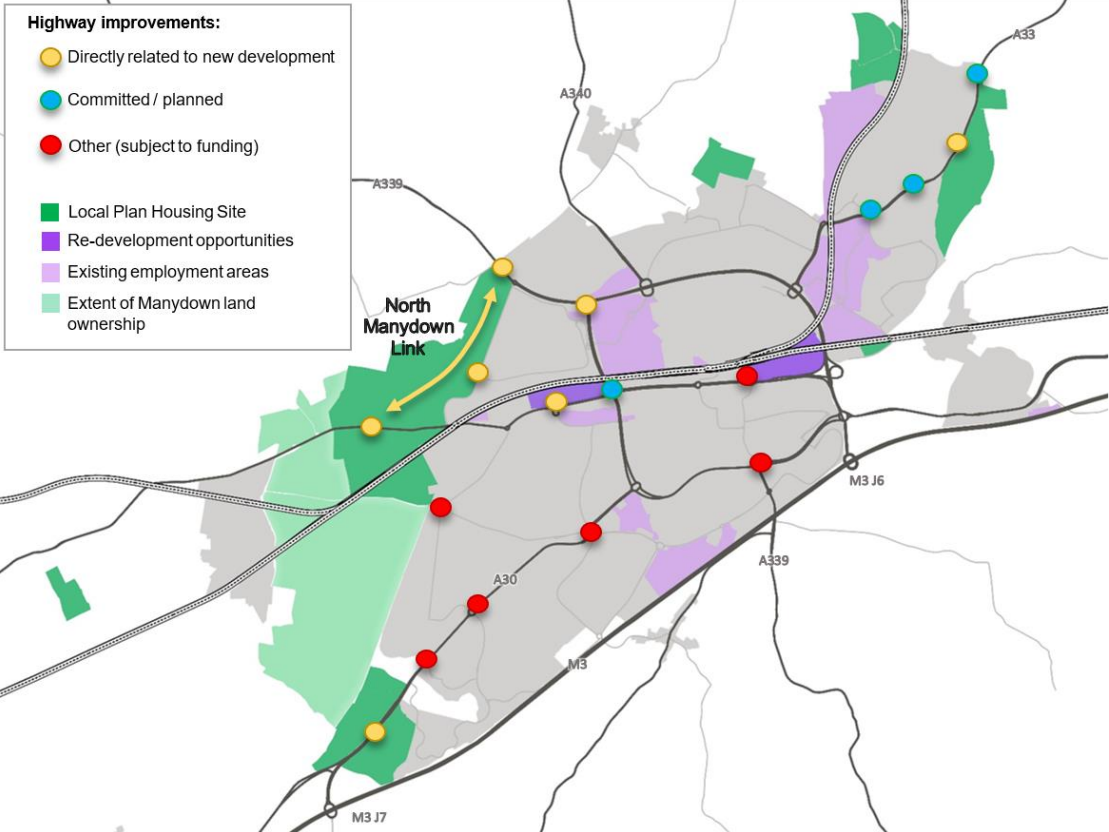 Highway improvements:
Directly related to new development
Committed / planned
Other (subject to funding)
Local Plan Housing Site
Re-development opportunities
Existing employment areas
Extent of Manydown land
ownership
A33
A340
A339
North
Manydown
Link
M3 J6
A339
A30
M3
M3 J7